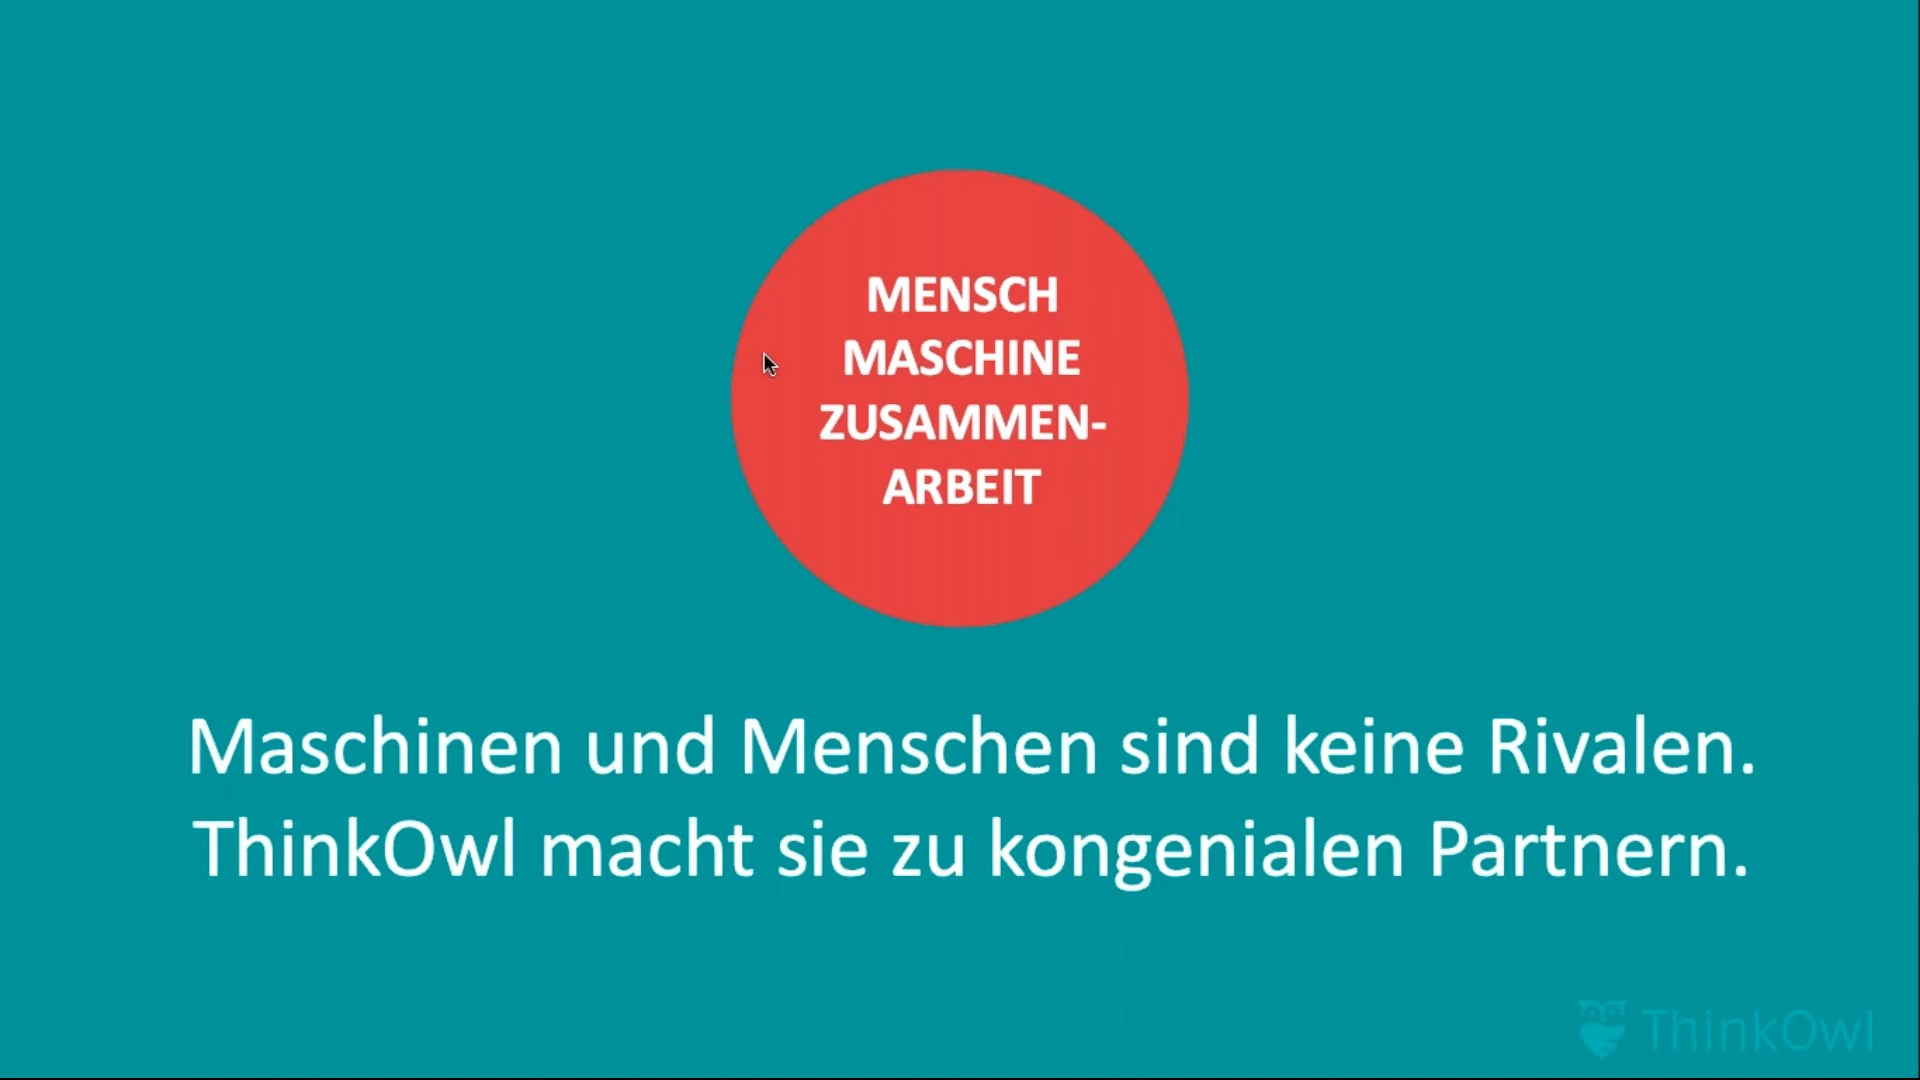 MENSCH
MASCHINE
ZUSAMMEN-
ARBEIT
Maschinen und Menschen sind keine Rivalen.
ThinkOwl macht sie zu kongenialen Partnern.
ThinkOwl